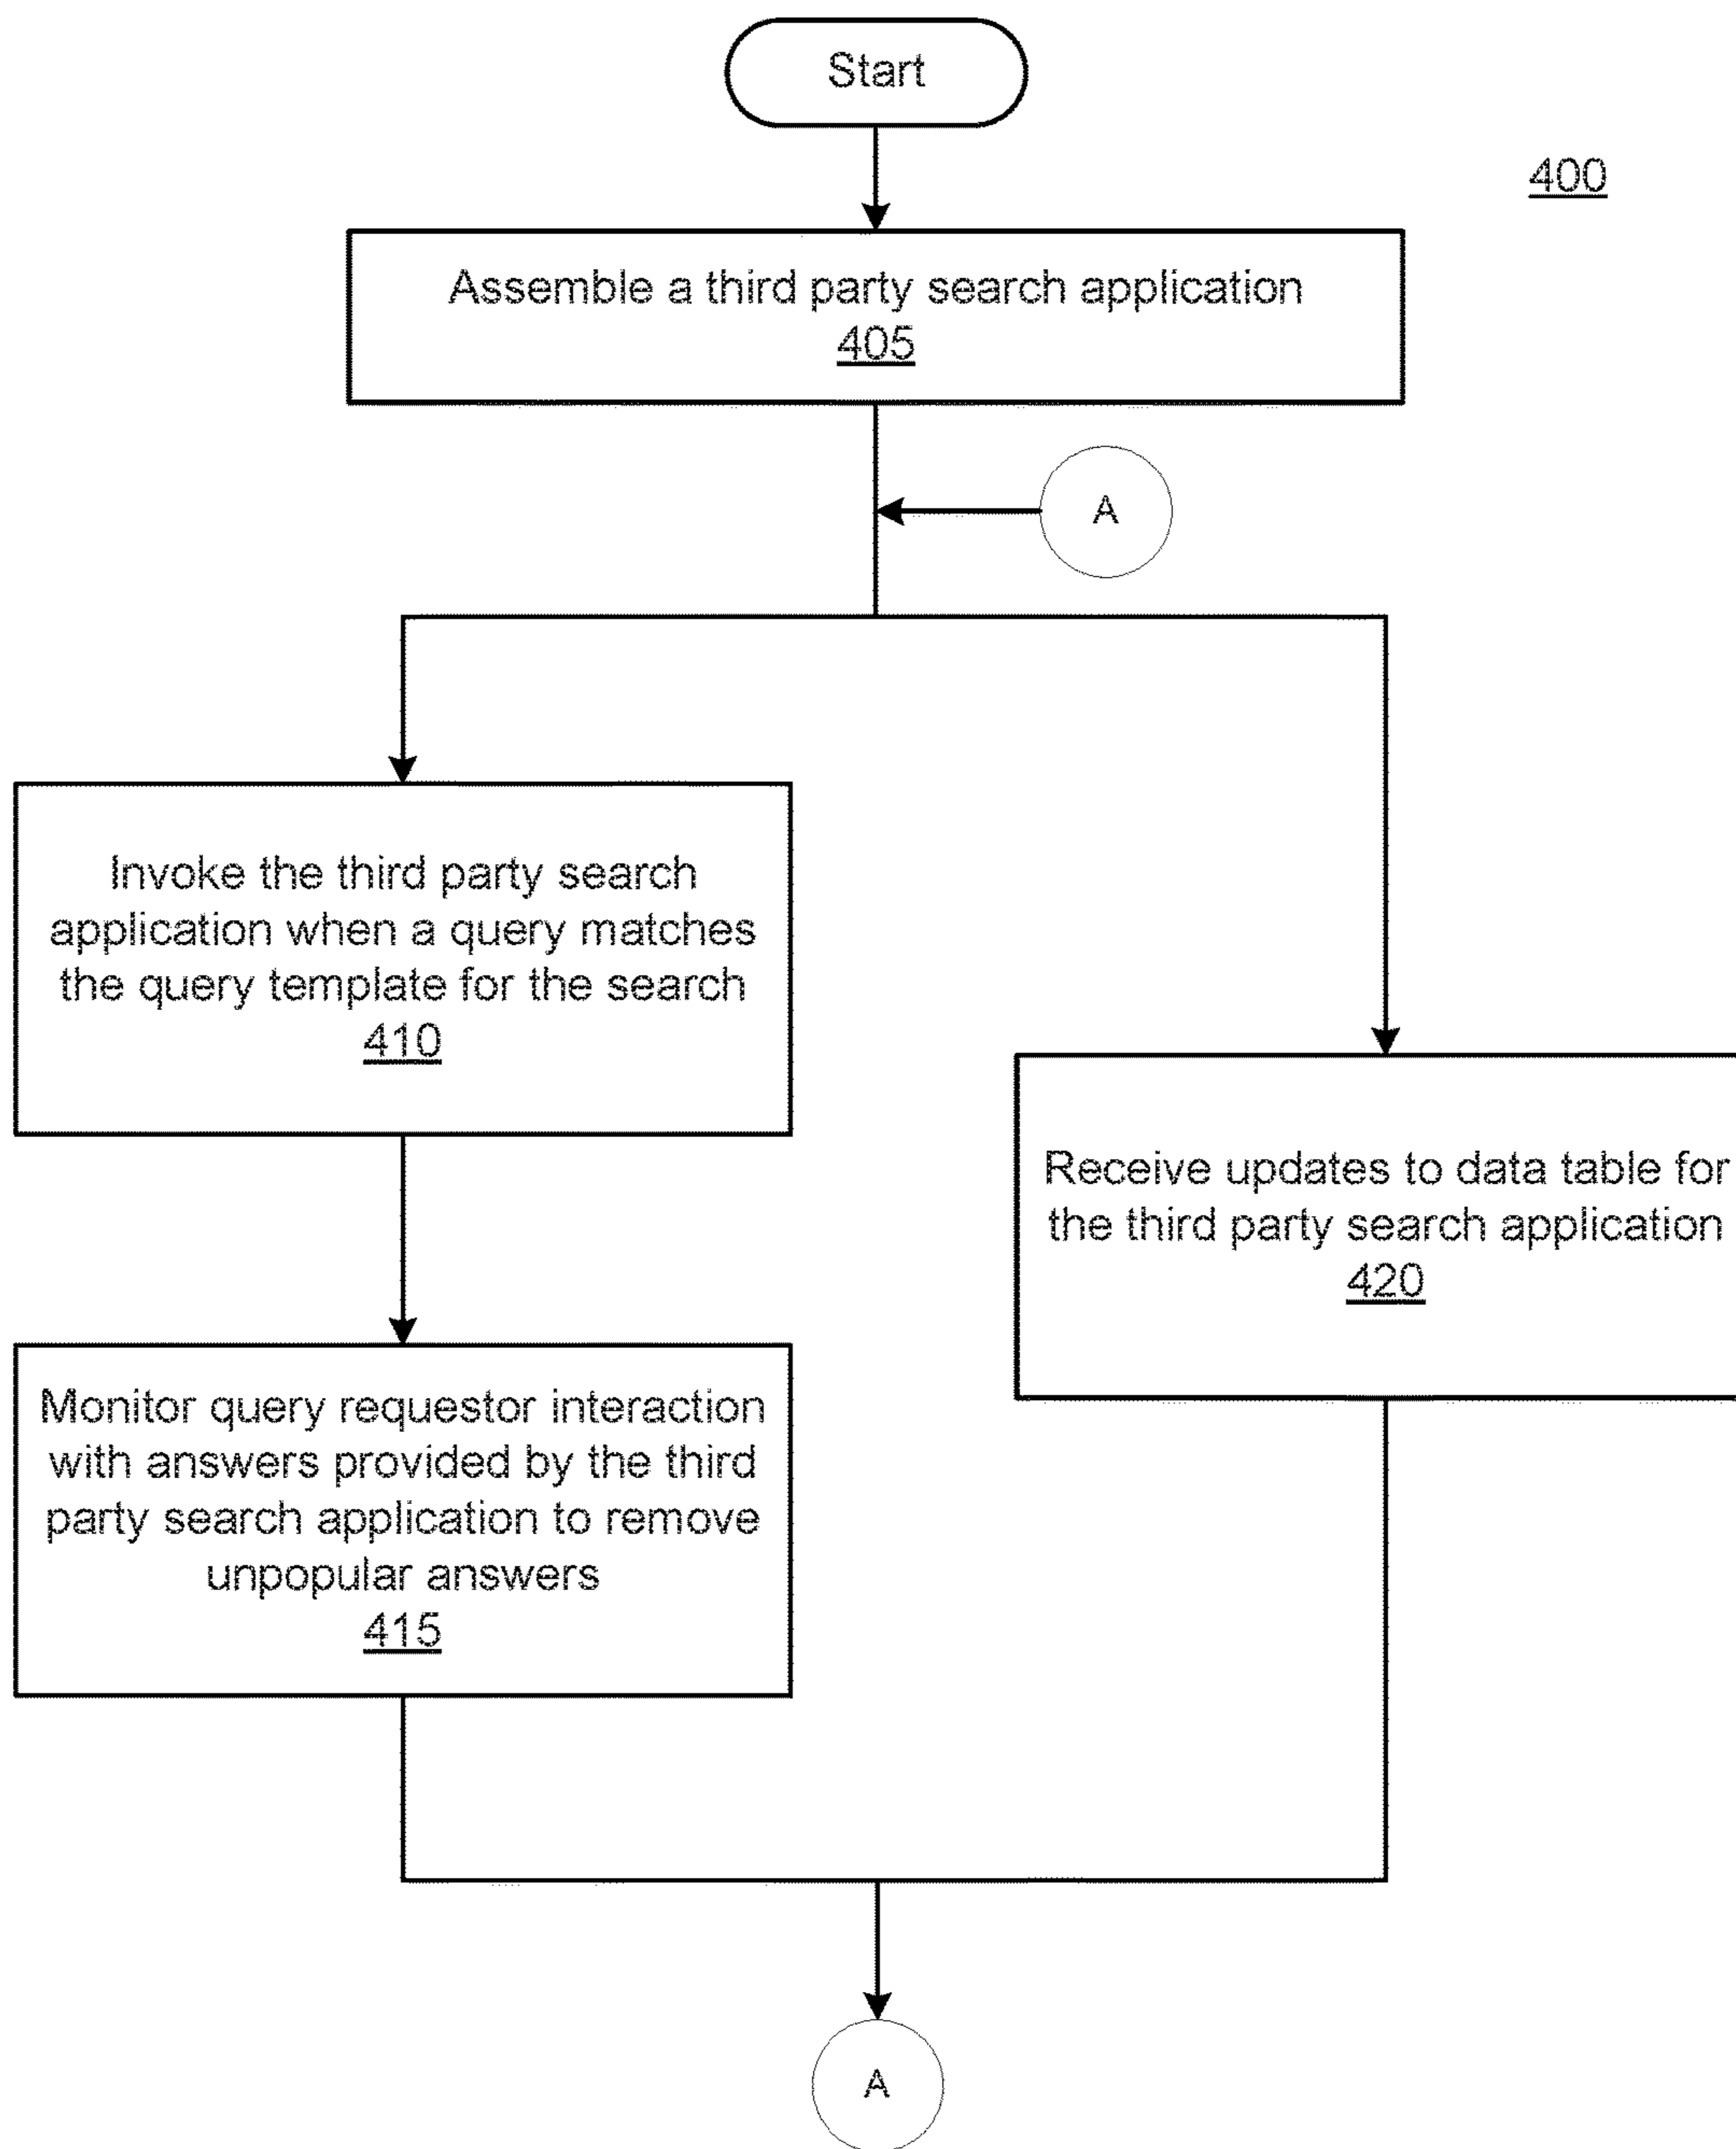 Start
400
Assemble a third party search application
405
A
Invoke the third party search
application when a query matches
the query template for the search
410
Receive updates to data table for
the third party search application
420
Monitor query requestor interaction
with answers provided by the third
party search application to remove
unpopular answers
415
A